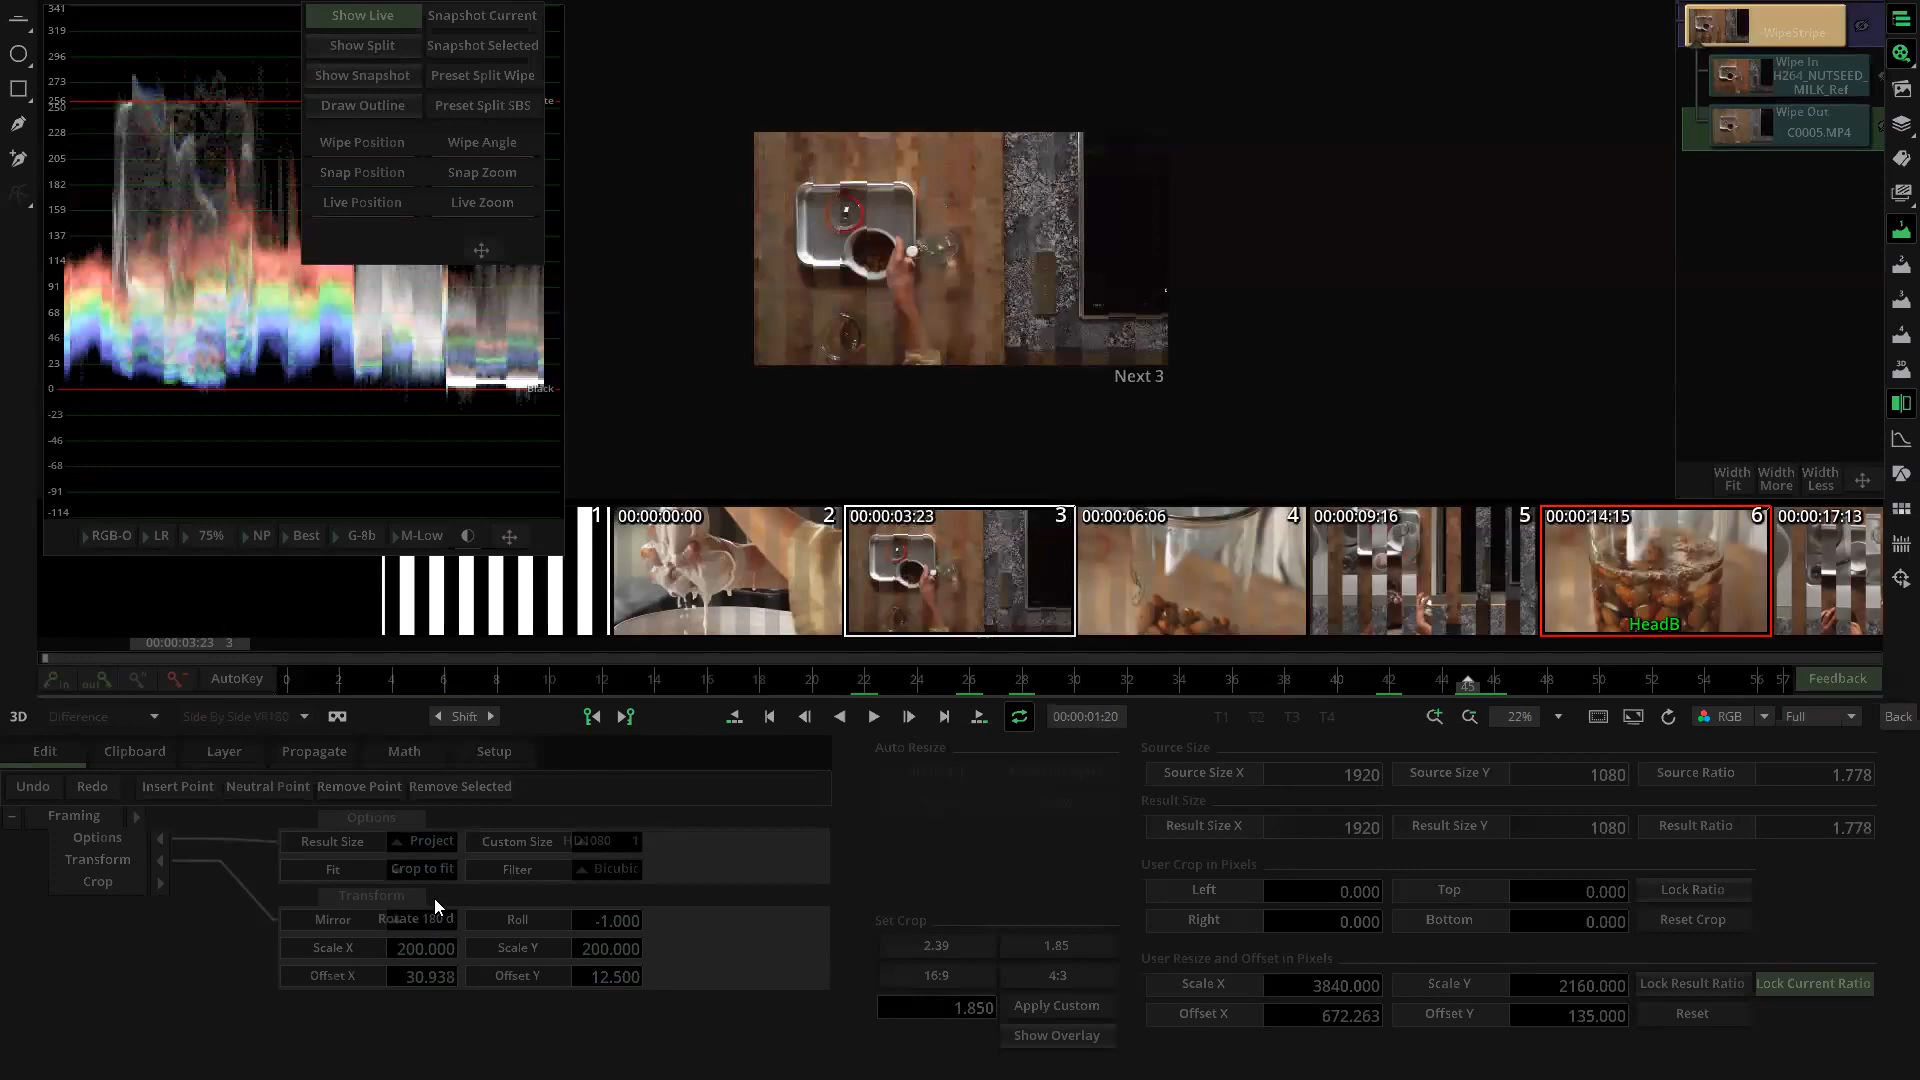 341
319
296
273
256
250
228
205
182
159
137
114
91
68
46
23
0
-23
-46
-68
-91
-114
Black
Show Live Snapshot Current
Show Split Snapshot Selected
Show Snapshot Preset Split Wipe
Draw Outline Preset Split SBS
Wipe Position Wipe Angle
Snap Position Snap Zoom
Live Position Live Zoom
RGB-O LR 75% NP Best G-8b M-Low
Next 3
WipeStripe
Wipe In
H264_NUTSEED_
MILK_Ref
Wipe Out
C0005.MP4
Width Fit Width More Width Less
1 2 3 4 3D
1
00:00:00:00 2
00:00:03:23 3
00:00:06:06 4
00:00:09:16 5
00:00:14:15 6
HeadB
00:00:17:13
00:00:03:23 3
in out AutoKey 0 2 4 6 8 10 12 14 16 18 20 22 24 26 28 30 32 34 36 38 40 42 44 45 46 48 50 52 54 56 57 Feedback
3D Difference Side By Side VR180 Shift 00:00:01:20 T1 T2 T3 T4 22% RGB Full Back
Edit Clipboard Layer Propagate Math Setup
Undo Redo Insert Point Neutral Point Remove Point Remove Selected
Framing
Options
Transform
Crop
Options
Result Size Project Custom Size HD1080 1
Fit Crop to fit Filter Bicubic
Transform
Mirror Rotate 180 d Roll -1.000
Scale X 200.000 Scale Y 200.000
Offset X 30.938 Offset Y 12.500
Auto Resize
Set Crop
2.39 1.85
16:9 4:3
1.850 Apply Custom
Show Overlay
Source Size
Source Size X 1920 Source Size Y 1080 Source Ratio 1.778
Result Size
Result Size X 1920 Result Size Y 1080 Result Ratio 1.778
User Crop in Pixels
Left 0.000 Top 0.000 Lock Ratio
Right 0.000 Bottom 0.000 Reset Crop
User Resize and Offset in Pixels
Scale X 3840.000 Scale Y 2160.000 Lock Result Ratio Lock Current Ratio
Offset X 672.263 Offset Y 135.000 Reset